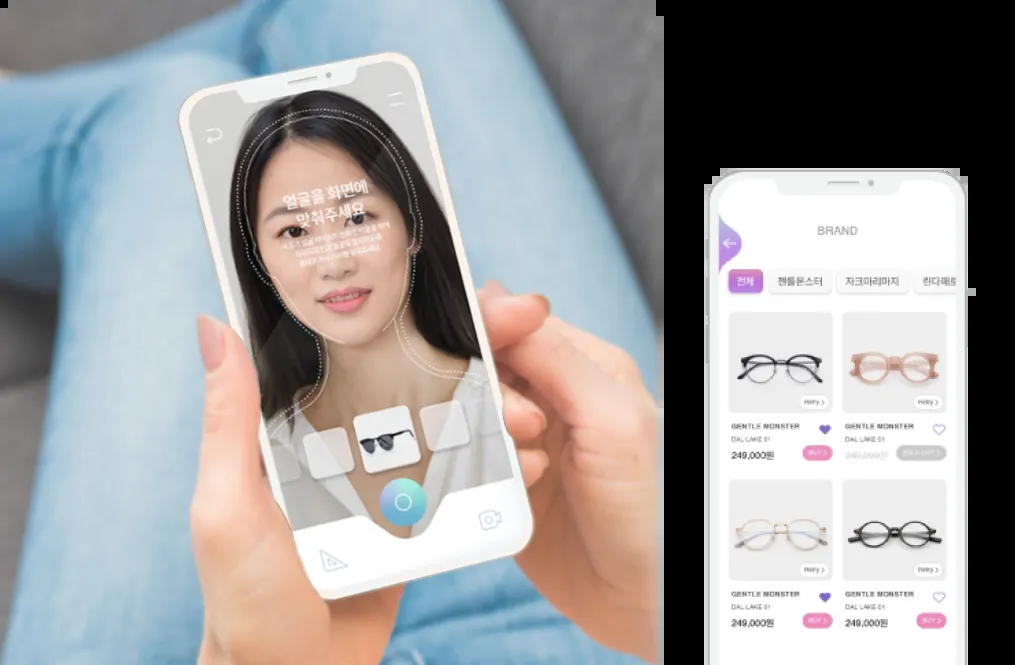 얼굴을 화면에
맞춰주세요
BRAND
전체 젠틀몬스터 자크마리마지 린다패로
Retry > Retry >
GENTLE MONSTER GENTLE MONSTER
DAL LAKE 01 DAL LAKE 01
249,000원 BUY > 249,000원 SOLD OUT >
Retry > Retry >
GENTLE MONSTER GENTLE MONSTER
DAL LAKE 01 DAL LAKE 01
249,000원 BUY > 249,000원 BUY >